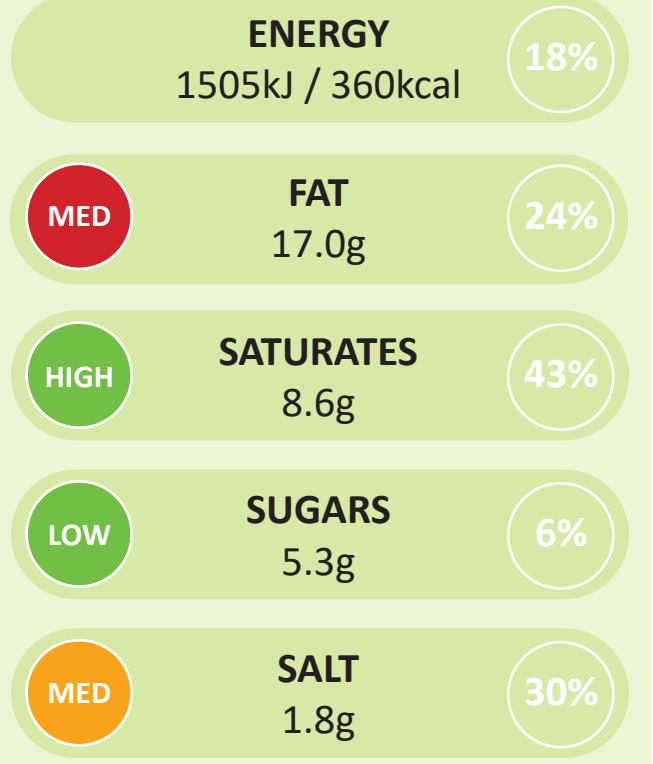 ENERGY
1505kJ / 360kcal
18%
MED
FAT
17.0g
24%
HIGH
SATURATES
8.6g
43%
LOW
SUGARS
5.3g
6%
MED
SALT
1.8g
30%